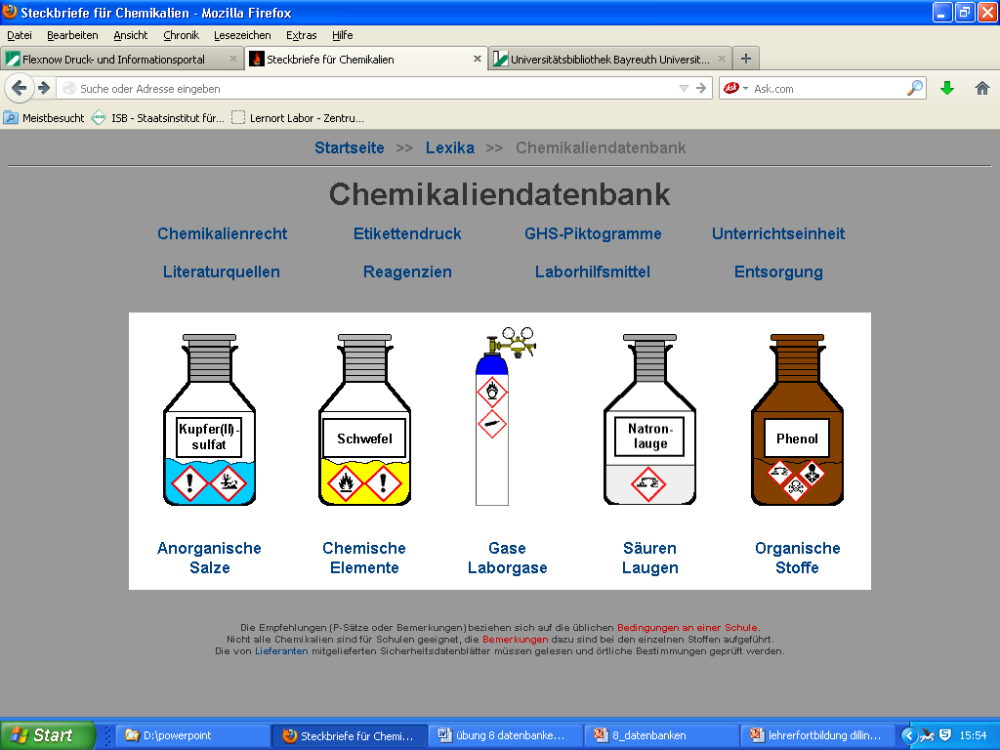 Steckbriefe für Chemikalien - Mozilla Firefox
Datei Bearbeiten Ansicht Chronik Lesezeichen Extras Hilfe
Flexnow Druck- und Informationsportal Steckbriefe für Chemikalien Universitätsbibliothek Bayreuth Universit...
Suche oder Adresse eingeben Ask Ask.com
Meistbesucht ISB - Staatsinstitut für... Lernort Labor - Zentru...
Startseite >> Lexika >> Chemikaliendatenbank
Chemikaliendatenbank
Chemikalienrecht Etikettendruck GHS-Piktogramme Unterrichtseinheit
Literaturquellen Reagenzien Laborhilfsmittel Entsorgung
Kupfer(II)-
sulfat
Schwefel
Natron-
lauge
Phenol
Anorganische
Salze
Chemische
Elemente
Gase
Laborgase
Säuren
Laugen
Organische
Stoffe
Die Empfehlungen (P-Sätze oder Bemerkungen) beziehen sich auf die üblichen Bedingungen an einer Schule.
Nicht alle Chemikalien sind für Schulen geeignet, die Bemerkungen dazu sind bei den einzelnen Stoffen aufgeführt.
Die von Lieferanten mitgelieferten Sicherheitsdatenblätter müssen gelesen und örtliche Bestimmungen geprüft werden.
Start D:\powerpoint Steckbriefe für Chemi... übung 8 datenbanke... 8_datenbanken lehrerfortbildung dillin... 15:54